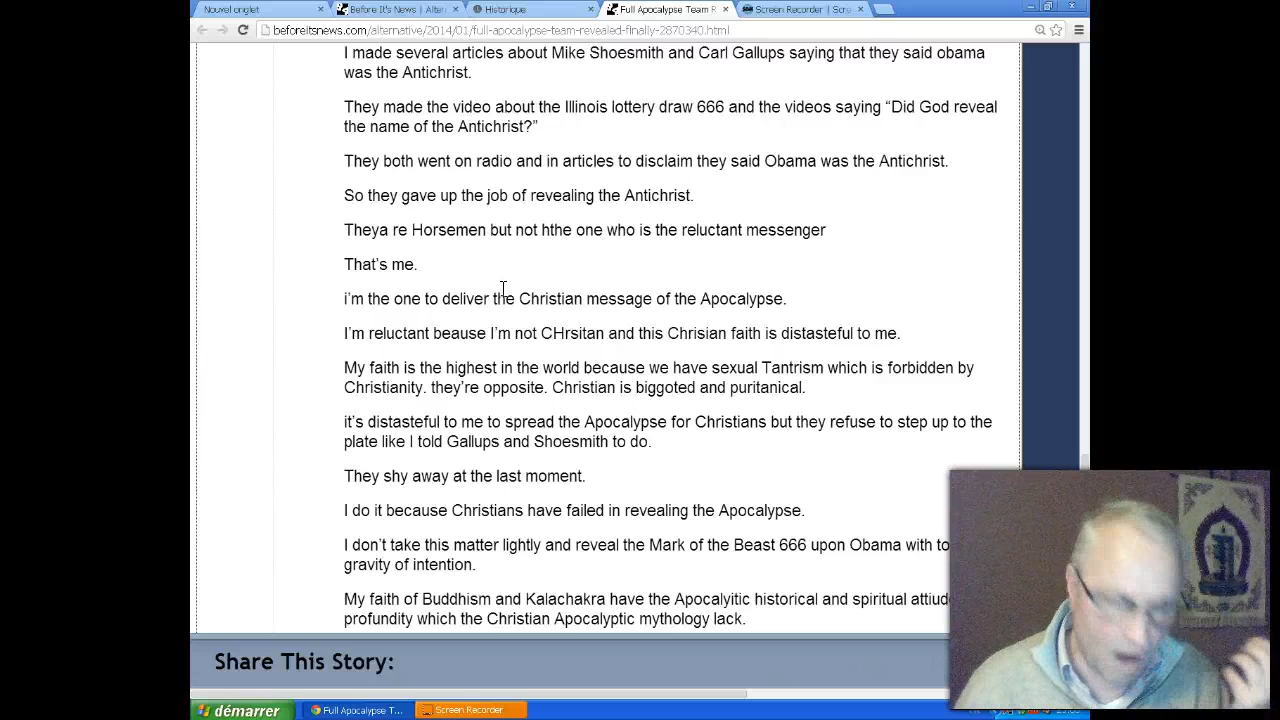 Nouvel onglet
Before It's News | Altern
Historique
Full Apocalypse Team R
Screen Recorder | Scre
beforeitsnews.com/alternative/2014/01/full-apocalypse-team-revealed-finally-2870340.html
I made several articles about Mike Shoesmith and Carl Gallups saying that they said obama
was the Antichrist.
They made the video about the Illinois lottery draw 666 and the videos saying “Did God reveal
the name of the Antichrist?”
They both went on radio and in articles to disclaim they said Obama was the Antichrist.
So they gave up the job of revealing the Antichrist.
Theya re Horsemen but not hthe one who is the reluctant messenger
That’s me.
i’m the one to deliver the Christian message of the Apocalypse.
I’m reluctant beause I’m not CHrsitan and this Chrisian faith is distasteful to me.
My faith is the highest in the world because we have sexual Tantrism which is forbidden by
Christianity. they’re opposite. Christian is biggoted and puritanical.
it’s distasteful to me to spread the Apocalypse for Christians but they refuse to step up to the
plate like I told Gallups and Shoesmith to do.
They shy away at the last moment.
I do it because Christians have failed in revealing the Apocalypse.
I don’t take this matter lightly and reveal the Mark of the Beast 666 upon Obama with to
gravity of intention.
My faith of Buddhism and Kalachakra have the Apocalyitic historical and spiritual attiud
profundity which the Christian Apocalyptic mythology lack.
Share This Story:
démarrer
Full Apocalypse T...
Screen Recorder